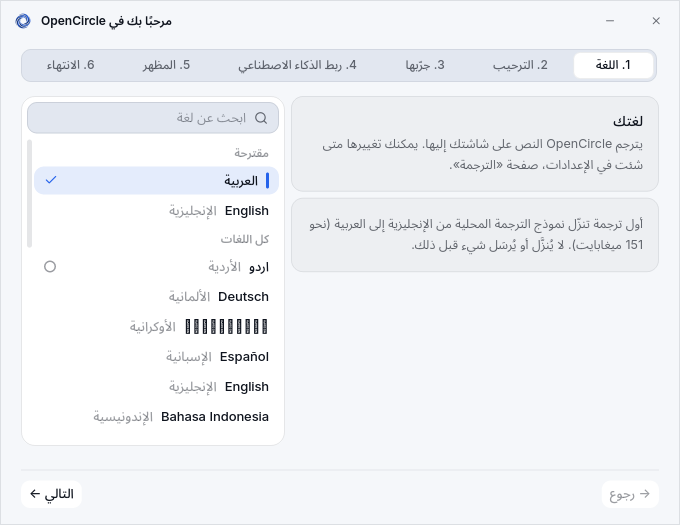 مرحبًا بك في OpenCircle
1. اللغة
2. الترحيب
3. جرّبها
4. ربط الذكاء الاصطناعي
5. المظهر
6. الانتهاء
ابحث عن لغة
مقترحة
العربية
English الإنجليزية
كل اللغات
اردو الأردية
Deutsch الألمانية
الأوكرانية
Español الإسبانية
English الإنجليزية
Bahasa Indonesia الإندونيسية
لغتك
يترجم OpenCircle النص على شاشتك إليها. يمكنك تغييرها متى
شئت في الإعدادات، صفحة «الترجمة».
أول ترجمة تنزّل نموذج الترجمة المحلية من الإنجليزية إلى العربية (نحو
151 ميغابايت). لا يُنزَّل أو يُرسَل شيء قبل ذلك.
رجوع
التالي